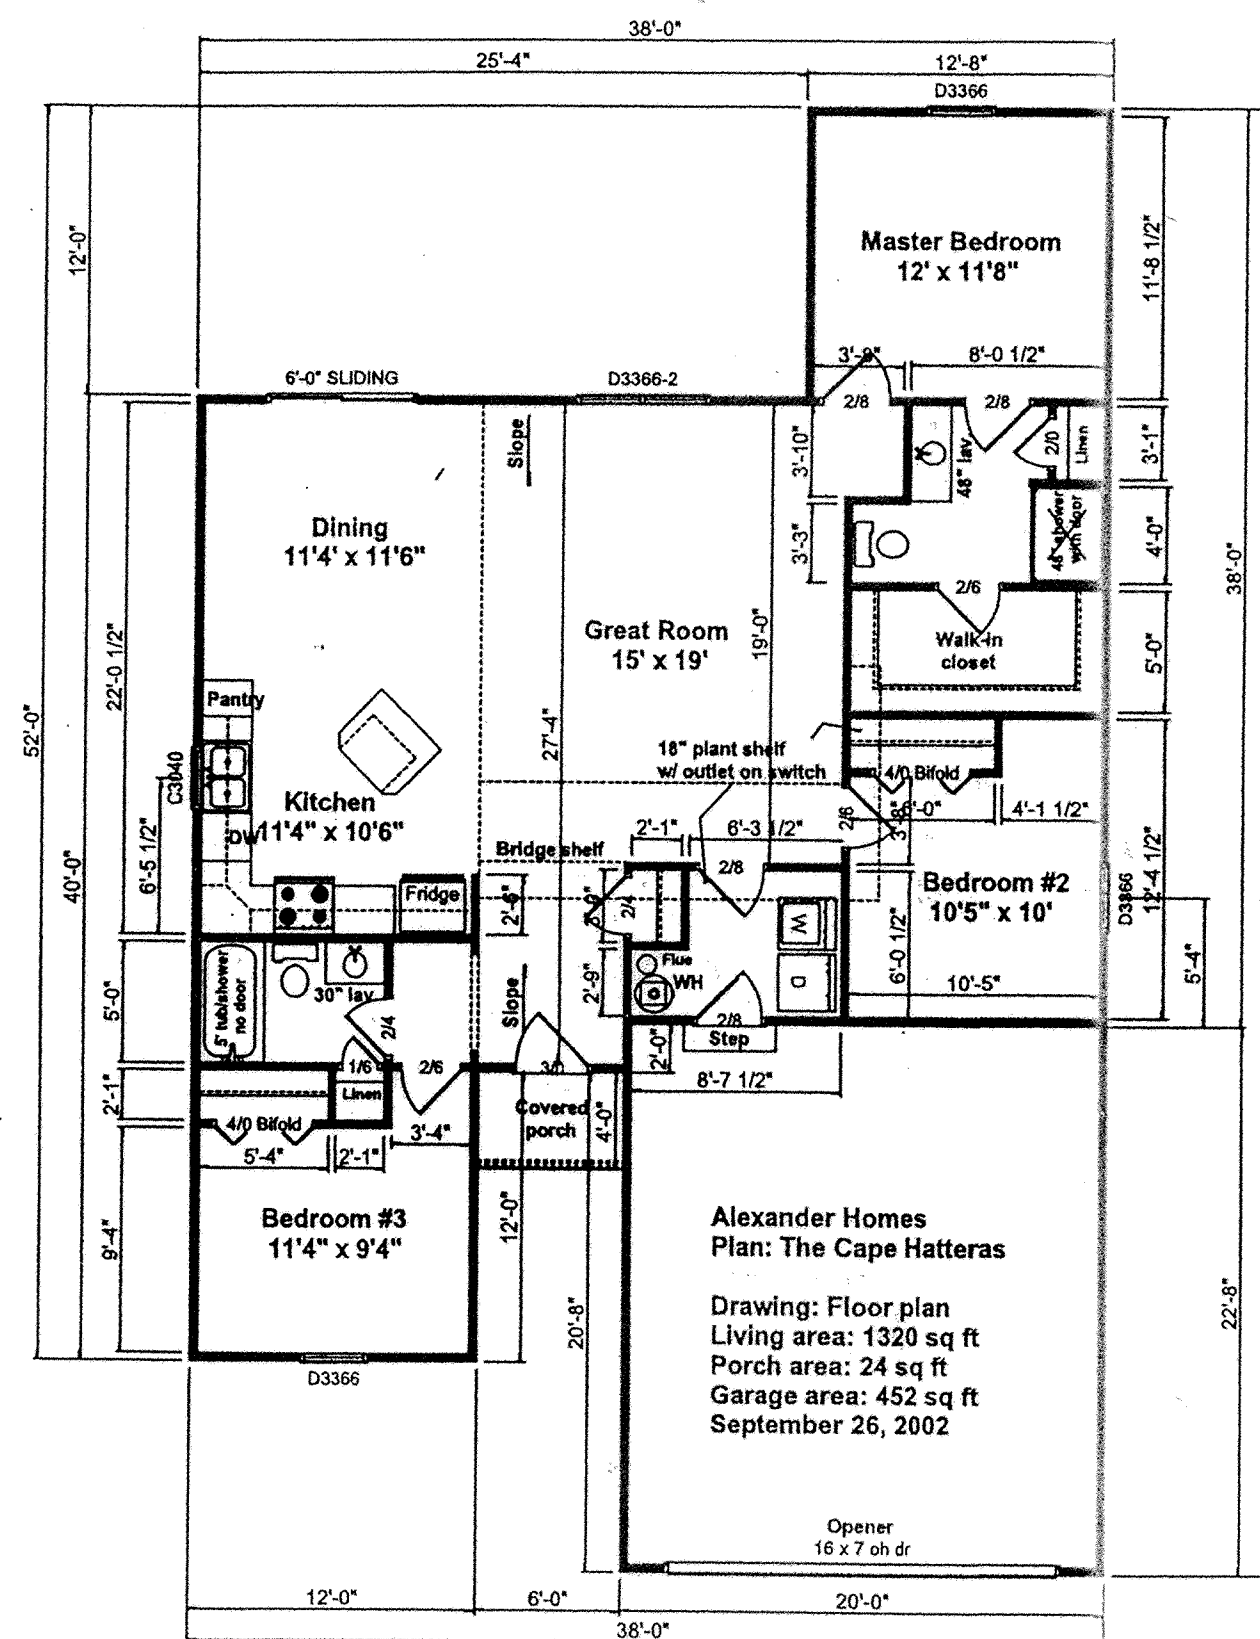 38'-0"
25'-4"
12'-8"
D3366
12'-0"
Master Bedroom
12' x 11'8"
11'-8 1/2"
3'-9"
8'-0 1/2"
6'-0" SLIDING
D3366-2
2/8
2/8
Slope
3'-10"
48" lav
2/0
Linen
3'-1"
Dining
11'4' x 11'6"
3'-3"
48" shower
with door
4'-0"
38'-0"
2/6
22'-0 1/2"
Great Room
15' x 19'
19'-0"
Walk-in
closet
5'-0"
52'-0"
Pantry
27'-4"
18" plant shelf
w/ outlet on switch
4/0 Bifold
C3040
Kitchen
11'4" x 10'6"
DW
6'-5 1/2"
2'-1"
6'-3 1/2"
2/6
3'-8"
6'-0"
4'-1 1/2"
40'-0"
Bridge shelf
2/8
12'-4 1/2"
Fridge
2'-6"
2/4
W
Bedroom #2
10'5" x 10'
D3366
6'-0 1/2"
5'-4"
5'-0"
5' tub/shower
no door
30" lav
2/4
Slope
2'-9"
Flue
WH
D
10'-5"
2/8
Step
2'-0"
8'-7 1/2"
2'-1"
1/6
2/6
3/0
Linen
4/0 Bifold
Covered
porch
4'-0"
3'-4"
5'-4"
2'-1"
9'-4"
Bedroom #3
11'4" x 9'4"
12'-0"
20'-8"
22'-8"
Alexander Homes
Plan: The Cape Hatteras
Drawing: Floor plan
Living area: 1320 sq ft
Porch area: 24 sq ft
Garage area: 452 sq ft
September 26, 2002
D3366
Opener
16 x 7 oh dr
12'-0"
6'-0"
20'-0"
38'-0"